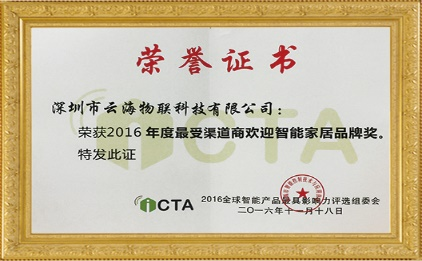 荣誉证书
深圳市云海物联科技有限公司：
荣获2016年度最受渠道商欢迎智能家居品牌奖。
特发此证
iCTA
iCTA
2016全球智能产品最具影响力评选组委会
二〇一六年十一月十八日